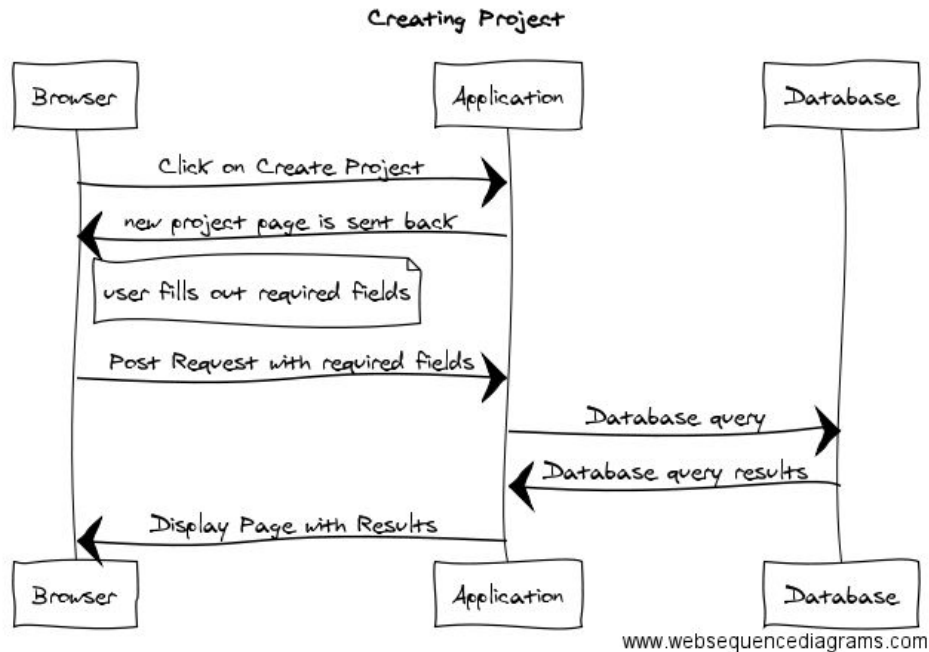 Creating Project
Browser
Application
Database
Click on Create Project
new project page is sent back
user fills out required fields
Post Request with required fields
Database query
Database query results
Display Page with Results
Browser
Application
Database
www.websequencediagrams.com